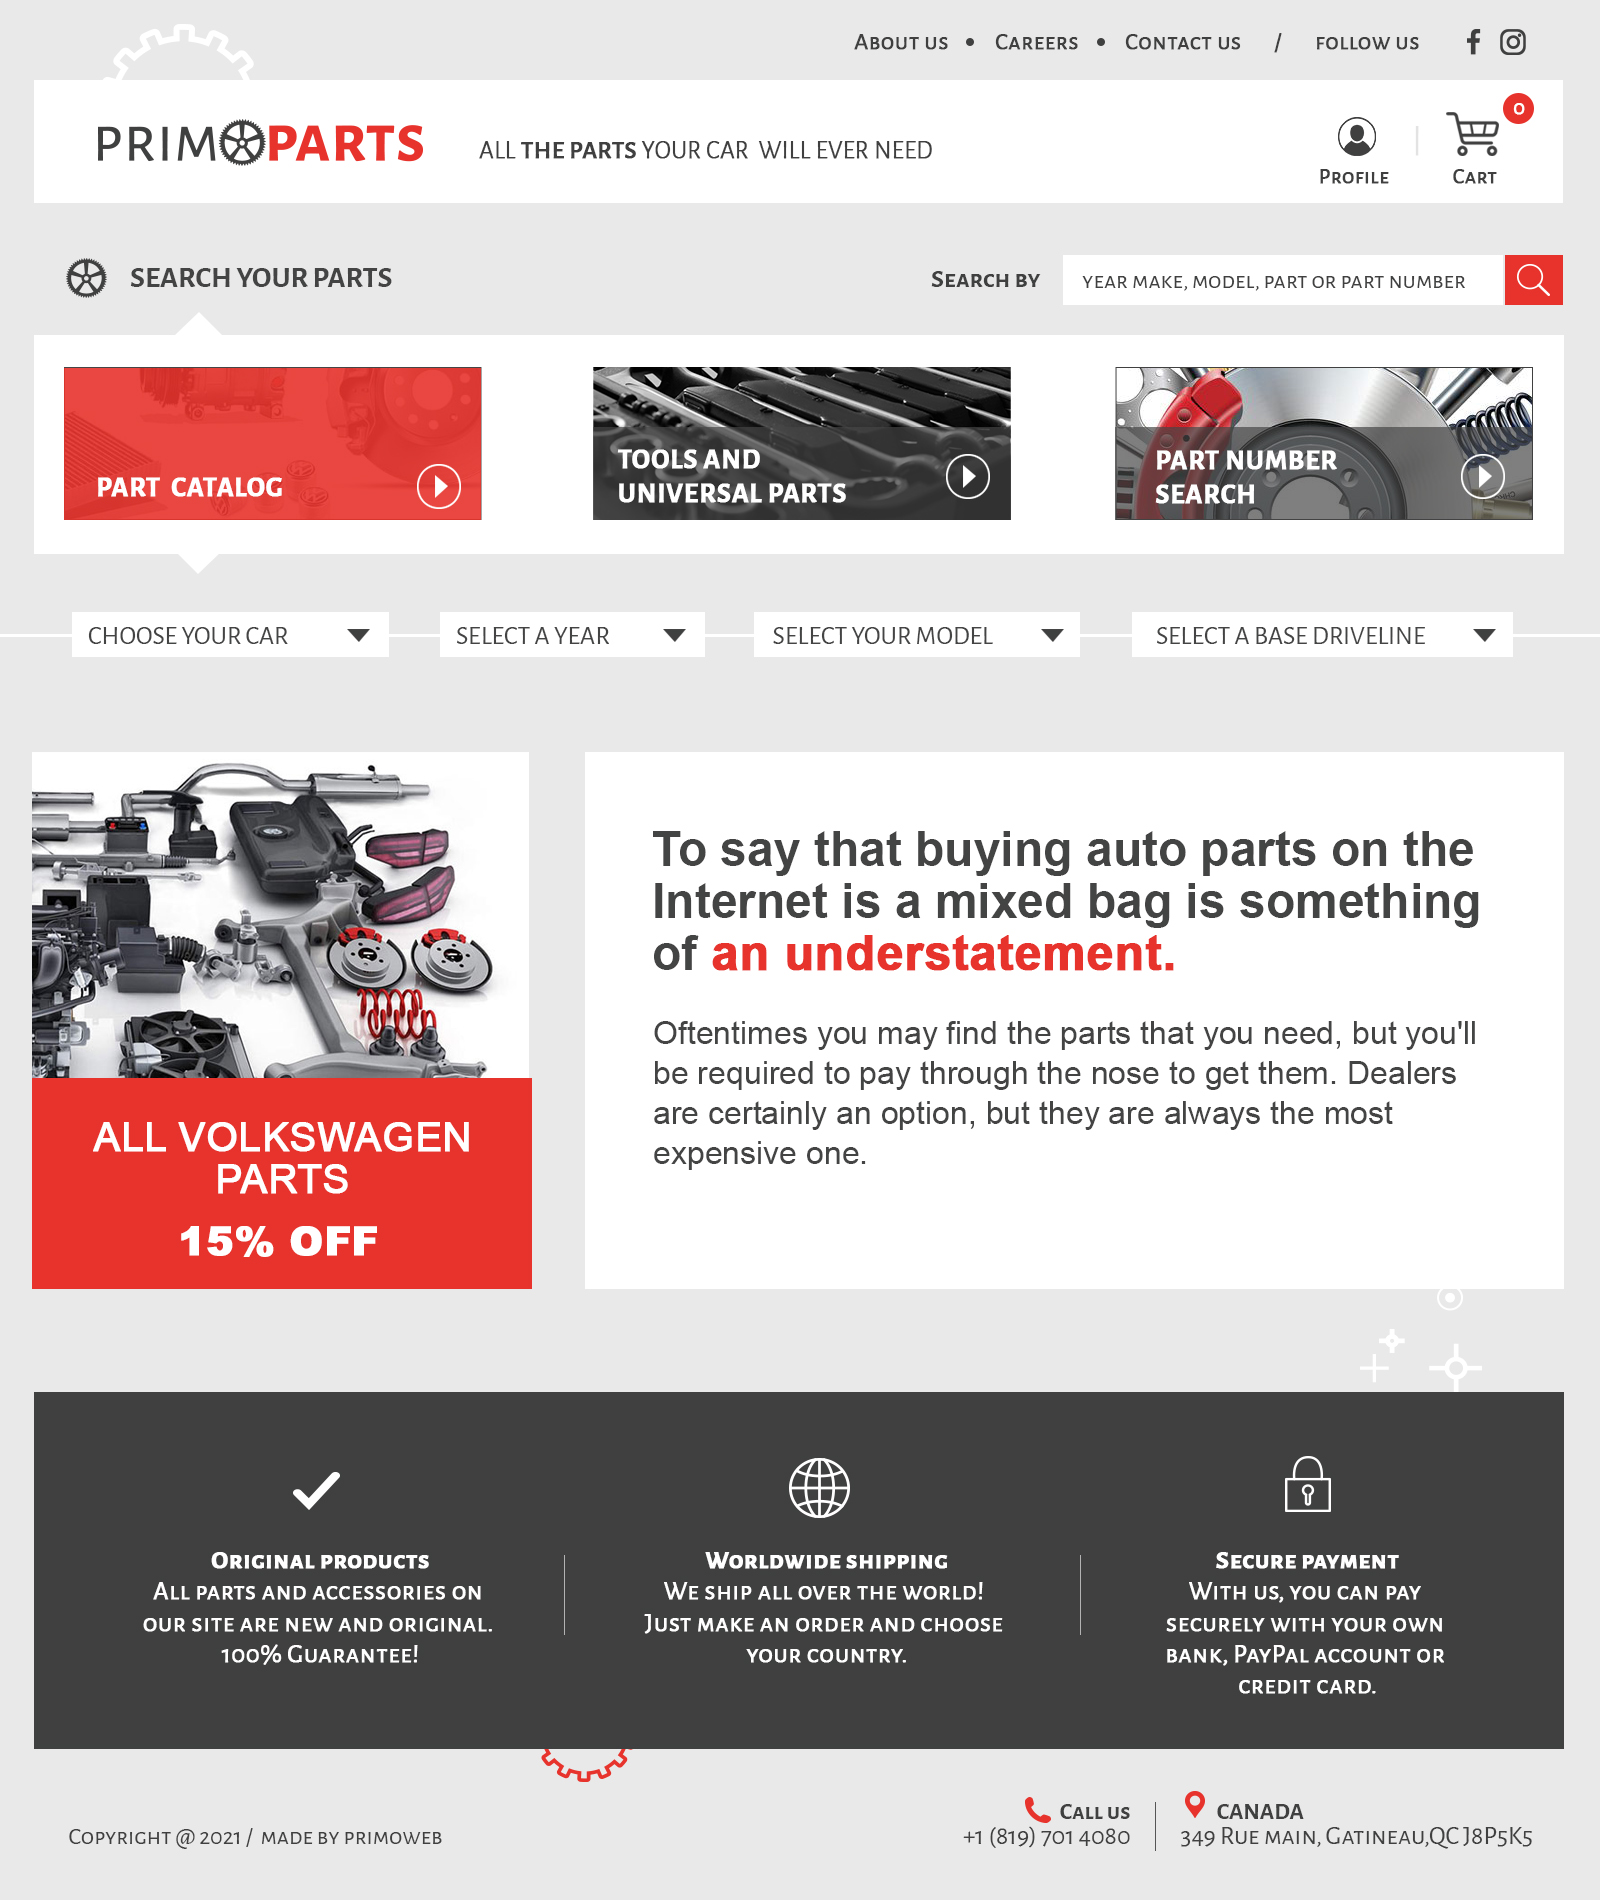 About us • Careers • Contact us / follow us
PRIMOPARTS
ALL THE PARTS YOUR CAR WILL EVER NEED
0
Profile
Cart
SEARCH YOUR PARTS
Search by
year make, model, part or part number
PART CATALOG
TOOLS AND
UNIVERSAL PARTS
PART NUMBER
SEARCH
CHOOSE YOUR CAR
SELECT A YEAR
SELECT YOUR MODEL
SELECT A BASE DRIVELINE
To say that buying auto parts on the
Internet is a mixed bag is something
of an understatement.
Oftentimes you may find the parts that you need, but you'll
be required to pay through the nose to get them. Dealers
are certainly an option, but they are always the most
expensive one.
ALL VOLKSWAGEN
PARTS
15% OFF
Original products
All parts and accessories on
our site are new and original.
100% Guarantee!
Worldwide shipping
We ship all over the world!
Just make an order and choose
your country.
Secure payment
With us, you can pay
securely with your own
bank, PayPal account or
credit card.
Copyright @ 2021 / made by primoweb
Call us
+1 (819) 701 4080
CANADA
349 Rue main, Gatineau,QC J8P5K5